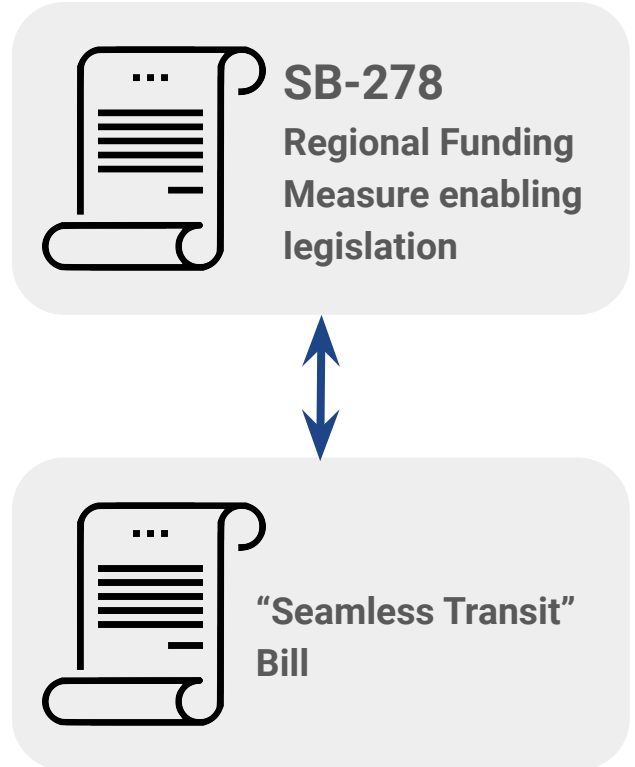 SB-278
Regional Funding
Measure enabling
legislation
“Seamless Transit”
Bill